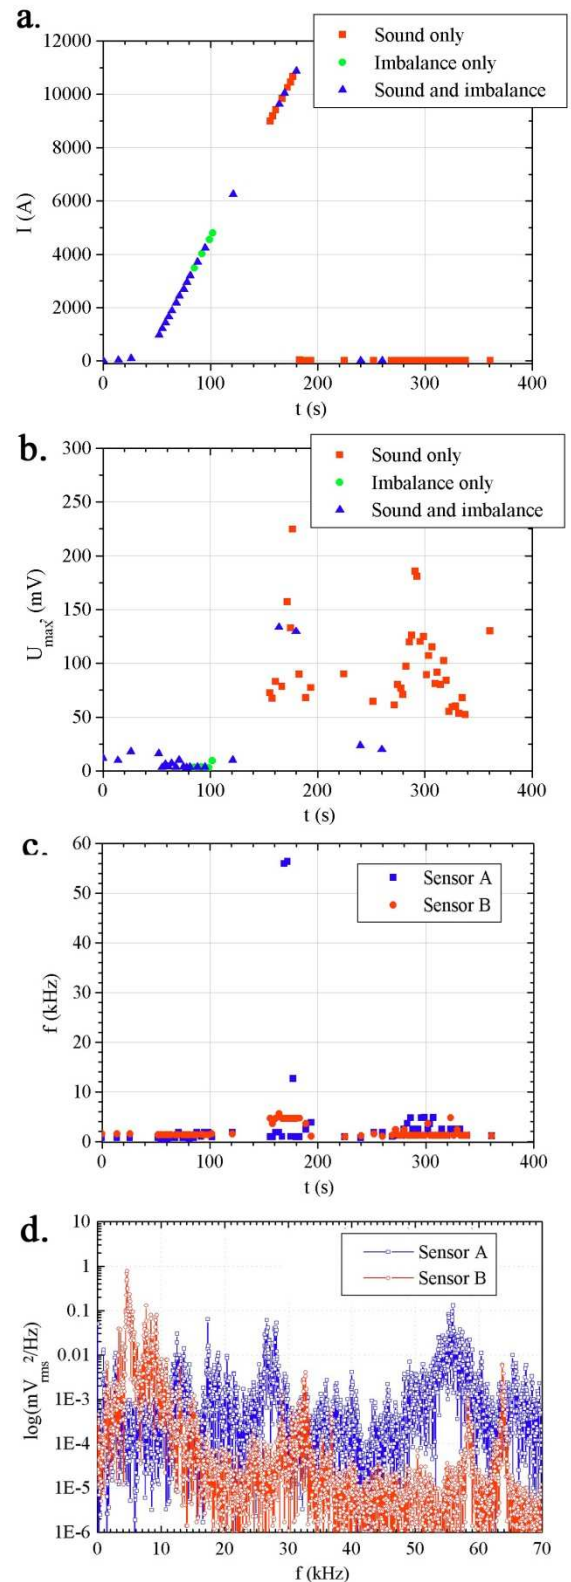 a.
Sound only
Imbalance only
Sound and imbalance
12000
10000
8000
6000
4000
2000
0
I (A)
0 100 200 300 400
t (s)
b.
Sound only
Imbalance only
Sound and imbalance
300
250
200
150
100
50
0
U_max, (mV)
0 100 200 300 400
t (s)
c.
Sensor A
Sensor B
60
50
40
30
20
10
0
f (kHz)
0 100 200 300 400
t (s)
d.
Sensor A
Sensor B
10
1
0.1
0.01
1E-3
1E-4
1E-5
1E-6
log(mV_rms ²/Hz)
0 10 20 30 40 50 60 70
f (kHz)